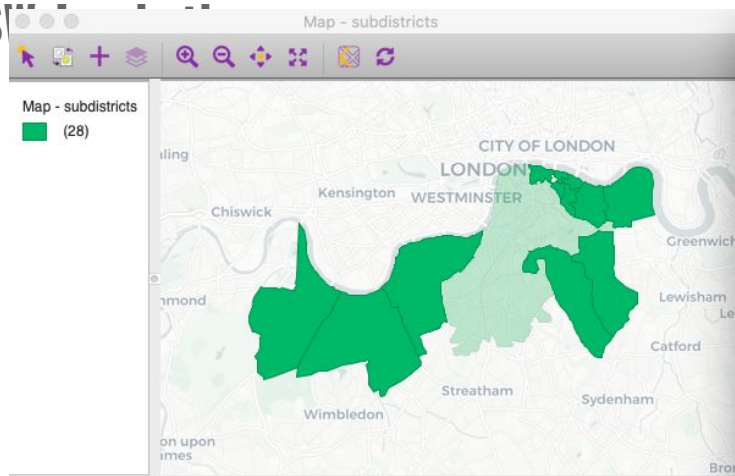 Map - subdistricts
Map - subdistricts
(28)
CITY OF LONDON
LONDON
Kensington
WESTMINSTER
Chiswick
Greenwich
Lewisham
Catford
Streatham
Sydenham
Wimbledon